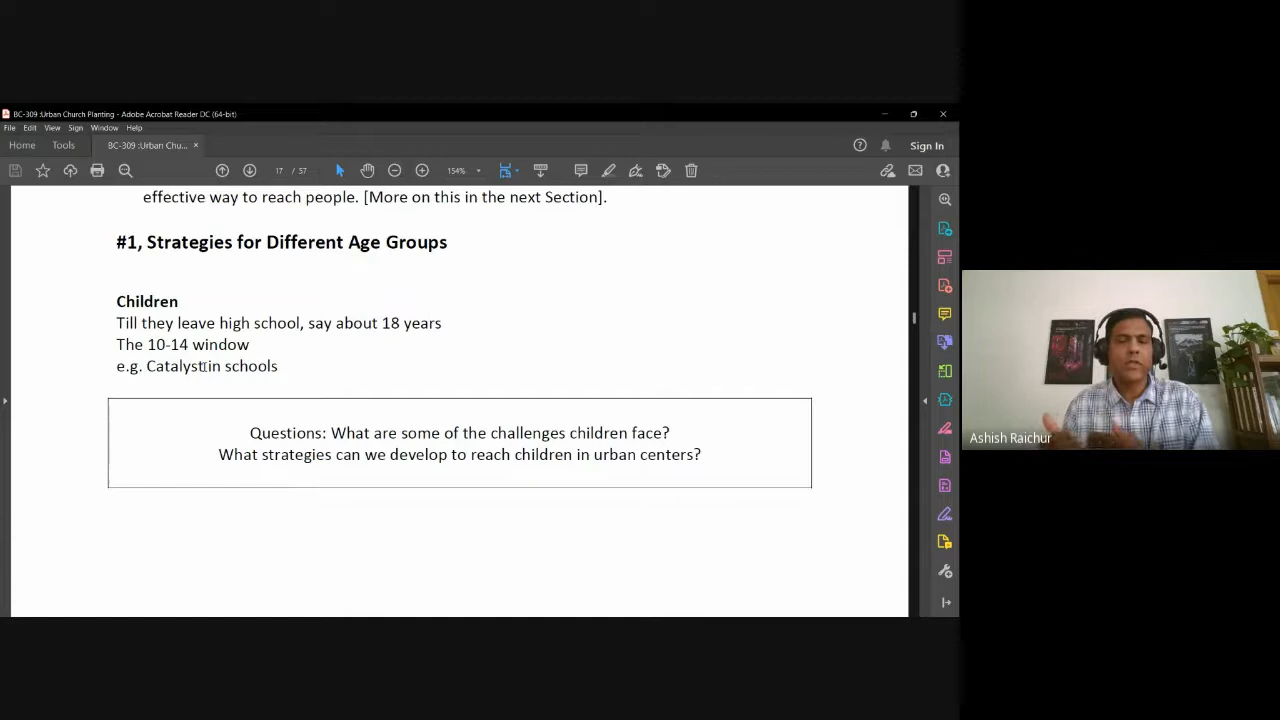 BC-309 :Urban Church Planting - Adobe Acrobat Reader DC (64-bit)
File Edit View Sign Window Help
Home Tools BC-309 :Urban Chu... × Sign In
17 / 57 154%
effective way to reach people. [More on this in the next Section].
#1, Strategies for Different Age Groups
Children
Till they leave high school, say about 18 years
The 10-14 window
e.g. Catalyst in schools
Questions: What are some of the challenges children face?
What strategies can we develop to reach children in urban centers?
Ashish Raichur